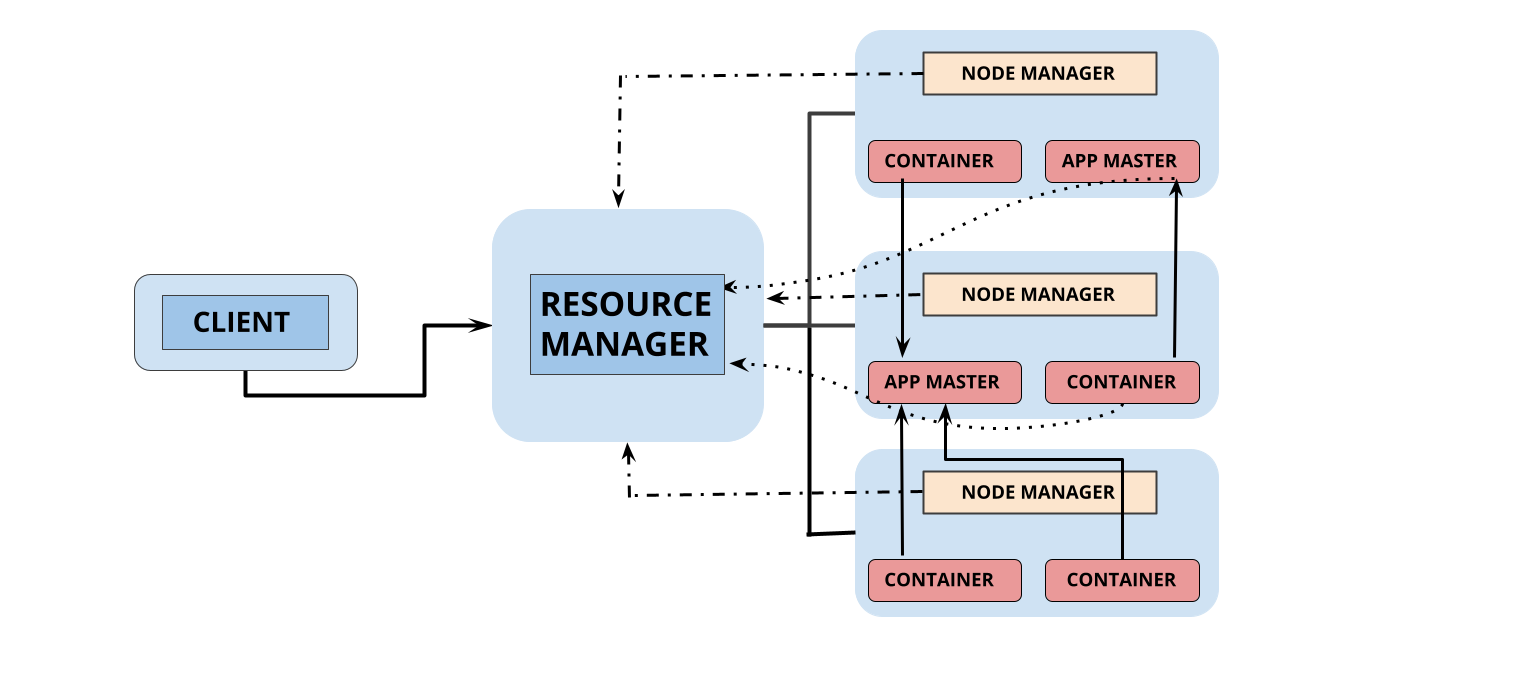 CLIENT
RESOURCE
MANAGER
NODE MANAGER
CONTAINER
APP MASTER
NODE MANAGER
APP MASTER
CONTAINER
NODE MANAGER
CONTAINER
CONTAINER